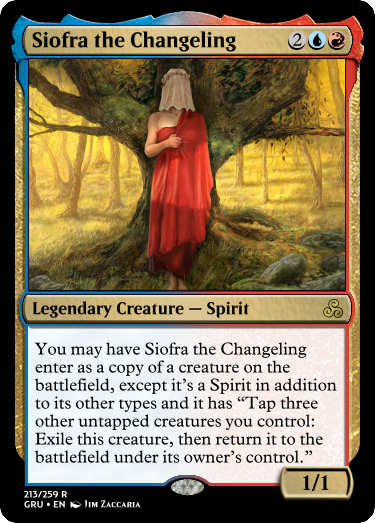 Siofra the Changeling 2
Legendary Creature — Spirit
You may have Siofra the Changeling
enter as a copy of a creature on the
battlefield, except it's a Spirit in addition
to its other types and it has “Tap three
other untapped creatures you control:
Exile this creature, then return it to the
battlefield under its owner's control.”
1/1
213/259 R
GRU • EN Jim Zaccaria